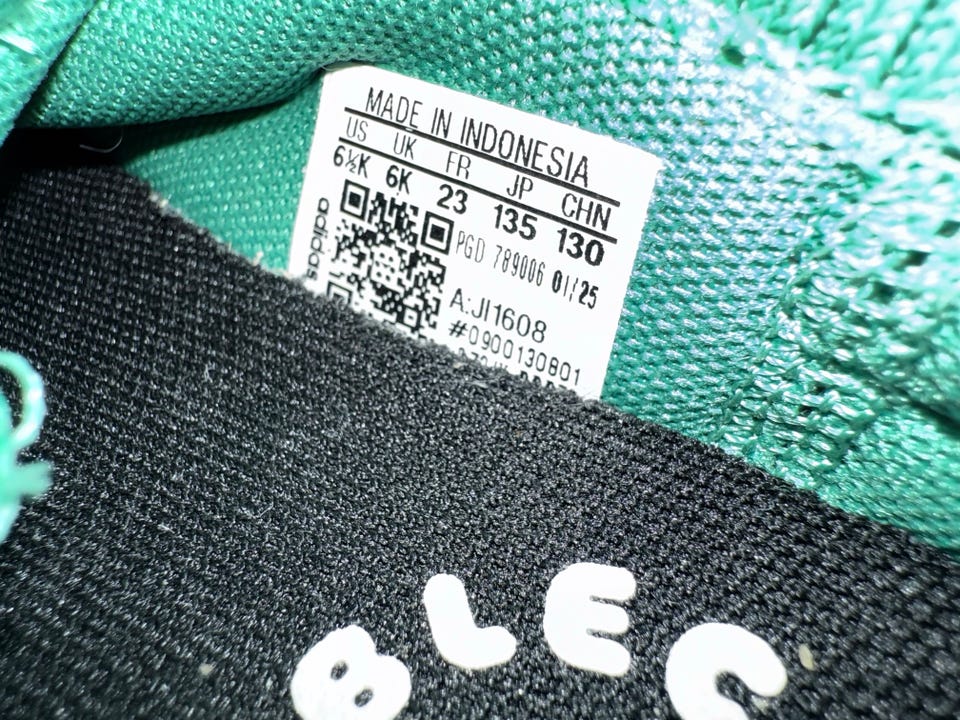 MADE IN INDONESIA
US UK FR JP CHN
6½K 6K 23 135 130
adidas
PGD 789006 01/25
A:JI1608
#0900130801
BLEC